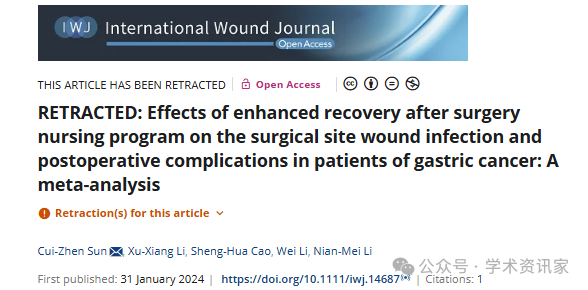 IWJ International Wound Journal
Open Access
THIS ARTICLE HAS BEEN RETRACTED Open Access
RETRACTED: Effects of enhanced recovery after surgery
nursing program on the surgical site wound infection and
postoperative complications in patients of gastric cancer: A
meta-analysis
Retraction(s) for this article
Cui-Zhen Sun, Xu-Xiang Li, Sheng-Hua Cao, Wei Li, Nian-Mei Li
First published: 31 January 2024 | https://doi.org/10.1111/iwj.14687 | Citations: 1
公众号 · 学术资讯家